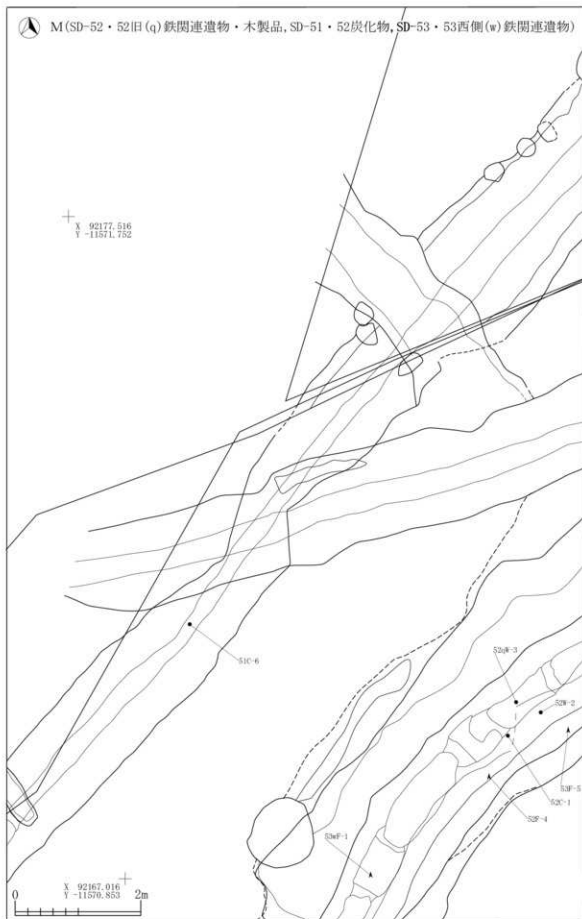 M(SD-52・52旧(q)鉄関連遺物・木製品,SD-51・52炭化物,SD-53・53西側(w)鉄関連遺物)
X 92177.516
Y -11571.752
51C-6
52qW-3
52W-2
53F-5
52C-1
52F-4
53wF-1
X 92167.016
Y -11570.853
0 2m